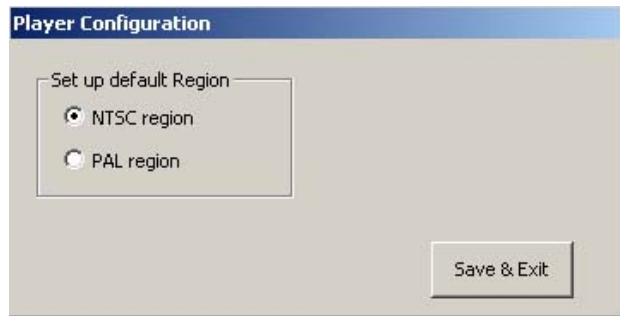 Player Configuration
Set up default Region
NTSC region
PAL region
Save & Exit